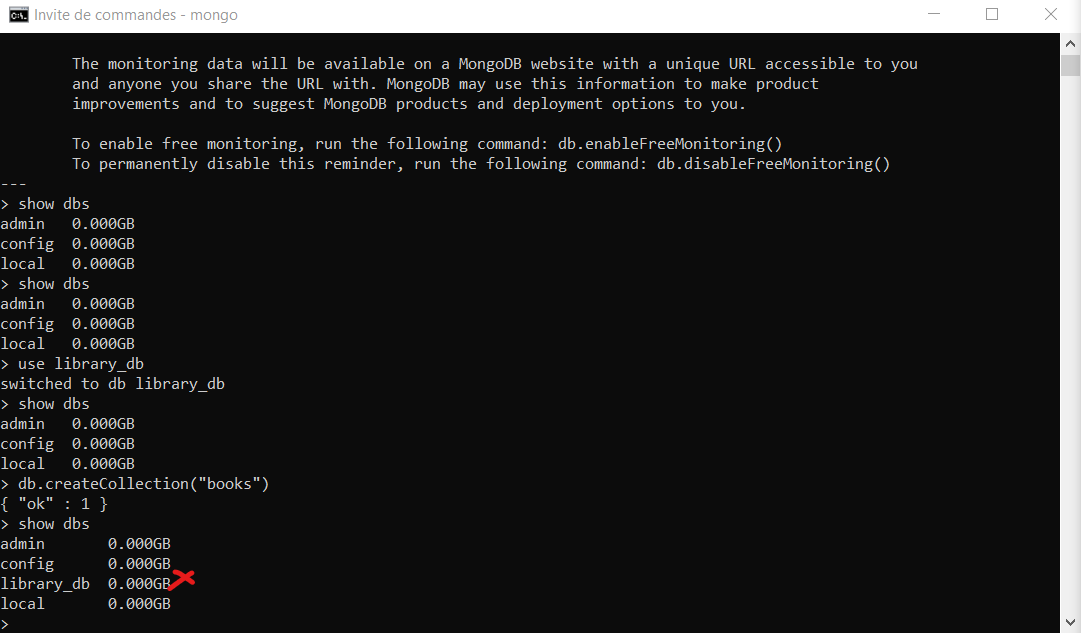 Invite de commandes - mongo
The monitoring data will be available on a MongoDB website with a unique URL accessible to you
and anyone you share the URL with. MongoDB may use this information to make product
improvements and to suggest MongoDB products and deployment options to you.
To enable free monitoring, run the following command: db.enableFreeMonitoring()
To permanently disable this reminder, run the following command: db.disableFreeMonitoring()
---
> show dbs
admin   0.000GB
config  0.000GB
local   0.000GB
> show dbs
admin   0.000GB
config  0.000GB
local   0.000GB
> use library_db
switched to db library_db
> show dbs
admin   0.000GB
config  0.000GB
local   0.000GB
> db.createCollection("books")
{ "ok" : 1 }
> show dbs
admin       0.000GB
config      0.000GB
library_db  0.000GB
local       0.000GB
>